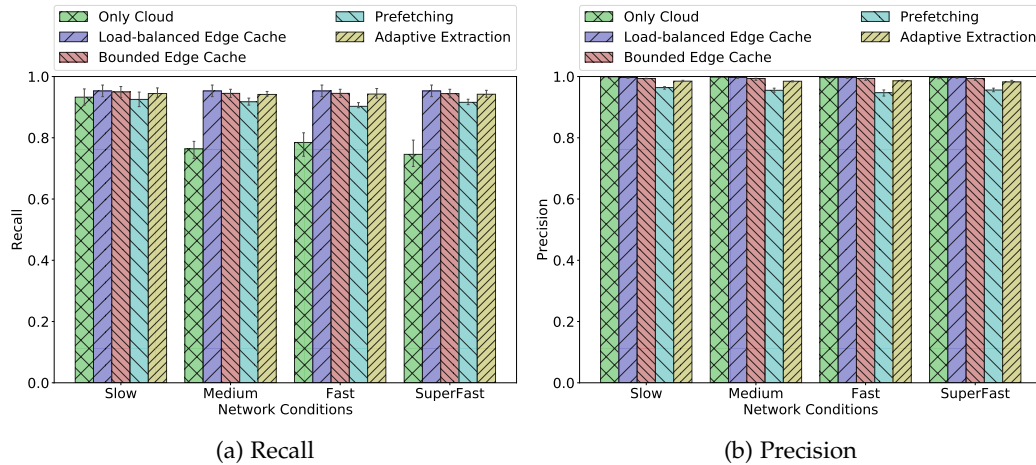 Only Cloud
Load-balanced Edge Cache
Bounded Edge Cache
Prefetching
Adaptive Extraction
1.0
0.8
0.6
0.4
0.2
0.0
Recall
Slow Medium Fast SuperFast
Network Conditions
(a) Recall
Only Cloud
Load-balanced Edge Cache
Bounded Edge Cache
Prefetching
Adaptive Extraction
1.0
0.8
0.6
0.4
0.2
0.0
Precision
Slow Medium Fast SuperFast
Network Conditions
(b) Precision